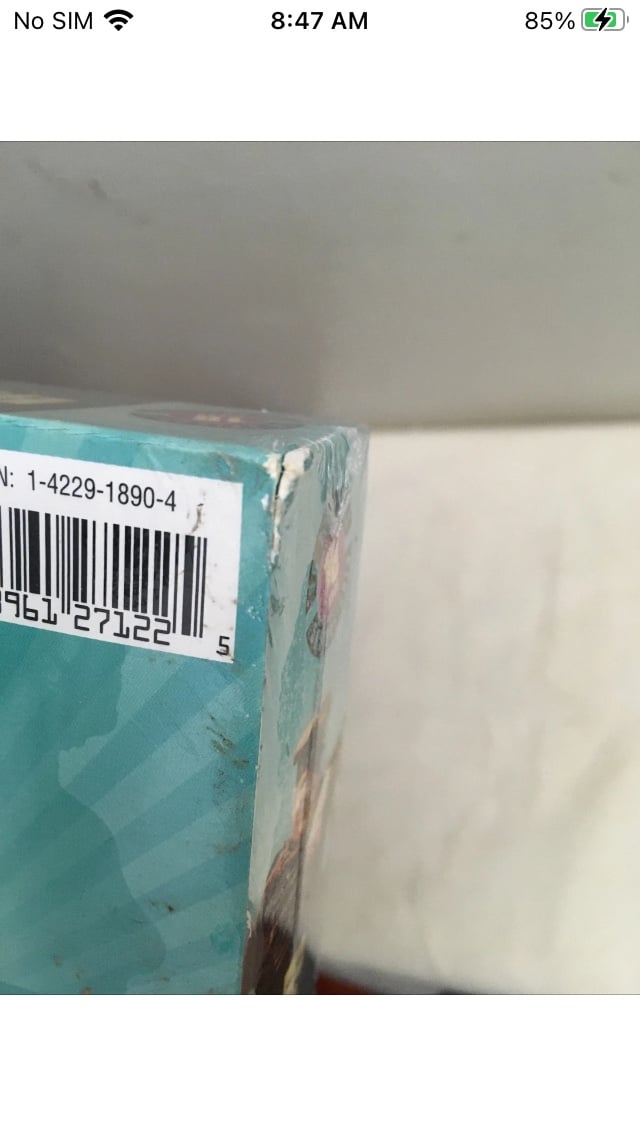 No SIM 8:47 AM 85%
N: 1-4229-1890-4
961 27122 5